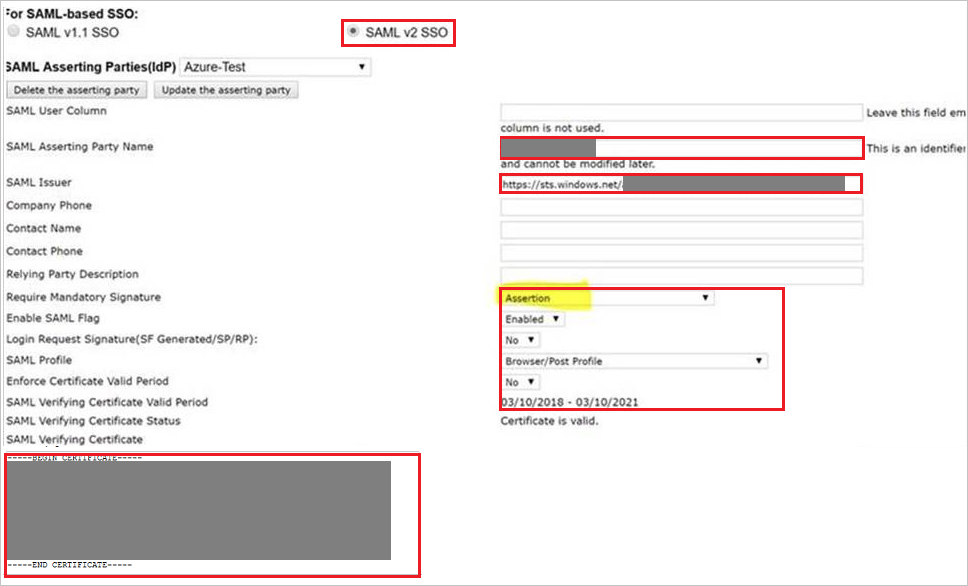 For SAML-based SSO:
SAML v1.1 SSO SAML v2 SSO
SAML Asserting Parties(IdP) Azure-Test
Delete the asserting party Update the asserting party
SAML User Column Leave this field em
column is not used.
SAML Asserting Party Name This is an identifier
and cannot be modified later.
SAML Issuer https://sts.windows.net/
Company Phone
Contact Name
Contact Phone
Relying Party Description
Require Mandatory Signature Assertion
Enable SAML Flag Enabled
Login Request Signature(SF Generated/SP/RP): No
SAML Profile Browser/Post Profile
Enforce Certificate Valid Period No
SAML Verifying Certificate Valid Period 03/10/2018 - 03/10/2021
SAML Verifying Certificate Status Certificate is valid.
SAML Verifying Certificate
-----BEGIN CERTIFICATE-----
-----END CERTIFICATE-----